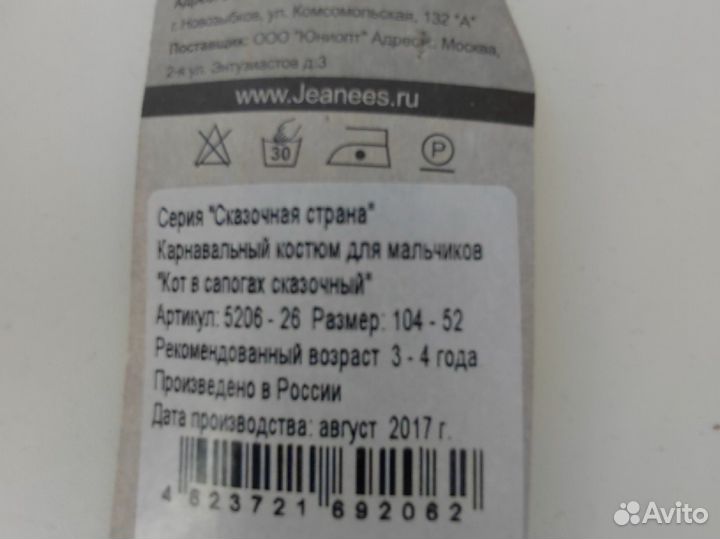 Адрес
г. Новозыбков, ул. Комсомольская, 132 "А"
Поставщик: ООО "Юниопт" Адрес: г. Москва,
2-я ул. Энтузиастов д.3
www.Jeanees.ru
30
P
Серия "Сказочная страна"
Карнавальный костюм для мальчиков
"Кот в сапогах сказочный"
Артикул: 5206 - 26 Размер: 104 - 52
Рекомендованный возраст 3 - 4 года
Произведено в России
Дата производства: август 2017 г.
4 623721 692062
Avito